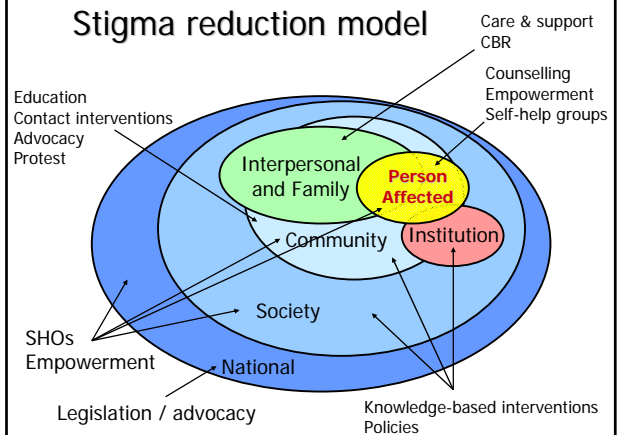 Stigma reduction model
Care & support
CBR
Counselling
Empowerment
Self-help groups
Education
Contact interventions
Advocacy
Protest
Interpersonal
and Family
Person
Affected
Community
Institution
Society
SHOs
Empowerment
National
Legislation / advocacy
Knowledge-based interventions
Policies